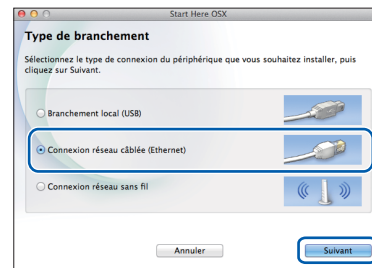 Start Here OSX
Type de branchement
Sélectionnez le type de connexion du périphérique que vous souhaitez installer, puis
cliquez sur Suivant.
Branchement local (USB)
Connexion réseau câblée (Ethernet)
Connexion réseau sans fil
Annuler
Suivant